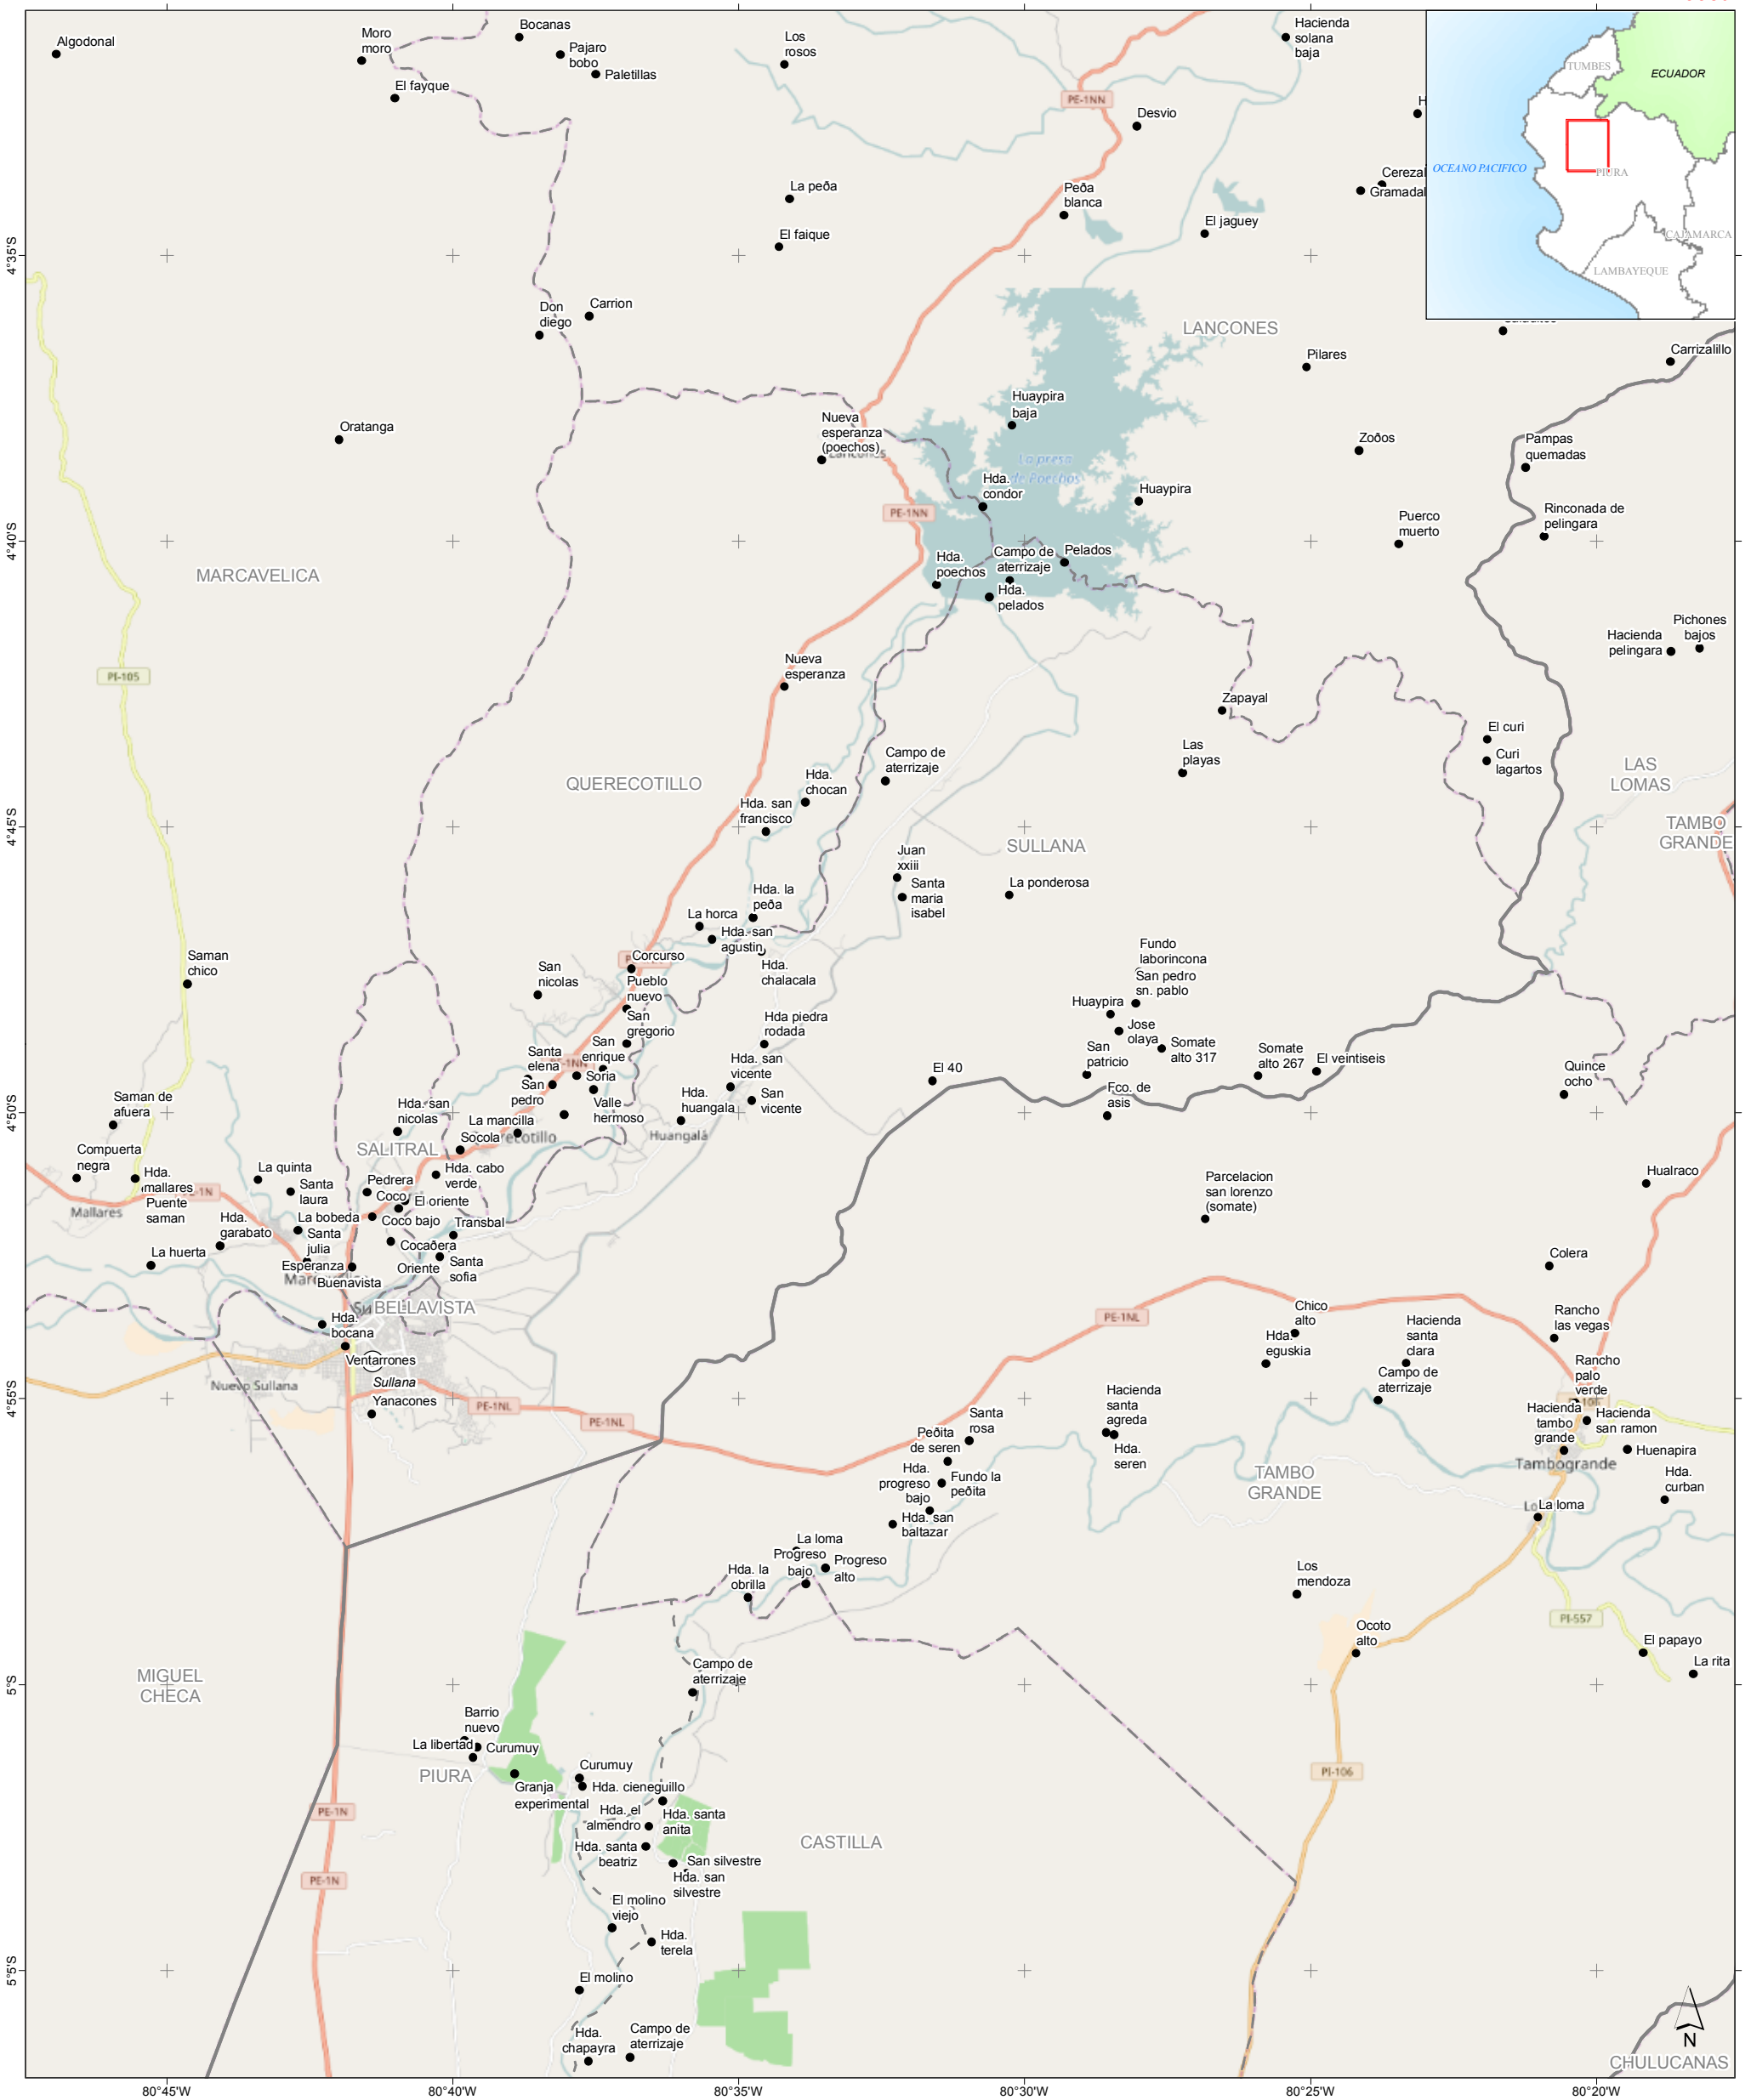 Algodonal
Moro
moro
Bocanas
Pajaro
bobo
Paletillas
El fayque
Los
rosos
PE-1NN
Desvio
Hacienda
solana
baja
H
Cerezal
Gramadal
TUMBES
ECUADOR
OCEANO PACIFICO
PIURA
CAJAMARCA
LAMBAYEQUE
La peða
El faique
Peða
blanca
El jaguey
4°35'S
Don
diego
Carrion
LANCONES
Pilares
Carrizalillo
Oratanga
Nueva
esperanza
(poechos)
Lancones
Huaypira
baja
La presa
de Poechos
Zoðos
Pampas
quemadas
Hda.
condor
Huaypira
PE-1NN
Puerco
muerto
Rinconada de
pelingara
4°40'S
MARCAVELICA
Hda.
poechos
Campo de
aterrizaje
Pelados
Hda.
pelados
Hacienda
pelingara
Pichones
bajos
PI-105
Nueva
esperanza
Zapayal
El curi
Curi
lagartos
Las
playas
Campo de
aterrizaje
QUERECOTILLO
Hda.
chocan
Hda. san
francisco
LAS
LOMAS
TAMBO
GRANDE
4°45'S
SULLANA
Juan
xxiii
Santa
maria
isabel
La ponderosa
Hda. la
peða
La horca
Hda. san
agustin
Hda.
chalacala
Corcurso
Saman
chico
San
nicolas
Pueblo
nuevo
San
gregorio
Fundo
laborincona
San pedro
sn. pablo
Huaypira
Jose
olaya
Somate
alto 317
San
patricio
Somate
alto 267
El veintiseis
Fco. de
asis
Quince
ocho
Hda piedra
rodada
Hda. san
vicente
San
vicente
El 40
Santa
elena
San
enrique
-1NN
San
pedro
Soria
Valle
hermoso
Hda.
huangala
Huangalá
4°50'S
Saman de
afuera
Hda. san
nicolas
La mancilla
Socola
SALITRAL
Compuerta
negra
Hda.
mallares
Puente
saman
Mallares
La quinta
Santa
laura
Pedrera
Hda. cabo
verde
Coco
El oriente
Coco bajo
Transbal
Hda.
garabato
La bobeda
Santa
julia
Cocaðera
Oriente
Santa
sofia
La huerta
Esperanza
Buenavista
BELLAVISTA
Parcelacion
san lorenzo
(somate)
Hualraco
Colera
Hda.
bocana
Ventarrones
Sullana
Nuevo Sullana
Yanacones
PE-1NL
PE-1NL
PE-1NL
Chico
alto
Hda.
eguskia
Hacienda
santa
clara
Campo de
aterrizaje
Rancho
las vegas
Rancho
palo
verde
4°55'S
Hacienda
tambo
grande
Hacienda
san ramon
Huenapira
Tambogrande
Hda.
curban
La loma
Hacienda
santa
agreda
Hda.
seren
Santa
rosa
Peðita
de seren
Fundo la
peðita
Hda.
progreso
bajo
Hda. san
baltazar
TAMBO
GRANDE
La loma
Progreso
bajo
Progreso
alto
Hda. la
obrilla
Los
mendoza
PI-557
Ocoto
alto
El papayo
La rita
5°S
MIGUEL
CHECA
Campo de
aterrizaje
Barrio
nuevo
La libertad
Curumuy
PIURA
Granja
experimental
Curumuy
Hda. cieneguillo
Hda. el
almendro
Hda. santa
anita
Hda. santa
beatriz
San silvestre
Hda. san
silvestre
CASTILLA
PI-106
PE-1N
PE-1N
El molino
viejo
Hda.
terela
5°5'S
El molino
Hda.
chapayra
Campo de
aterrizaje
N
CHULUCANAS
80°45'W
80°40'W
80°35'W
80°30'W
80°25'W
80°20'W